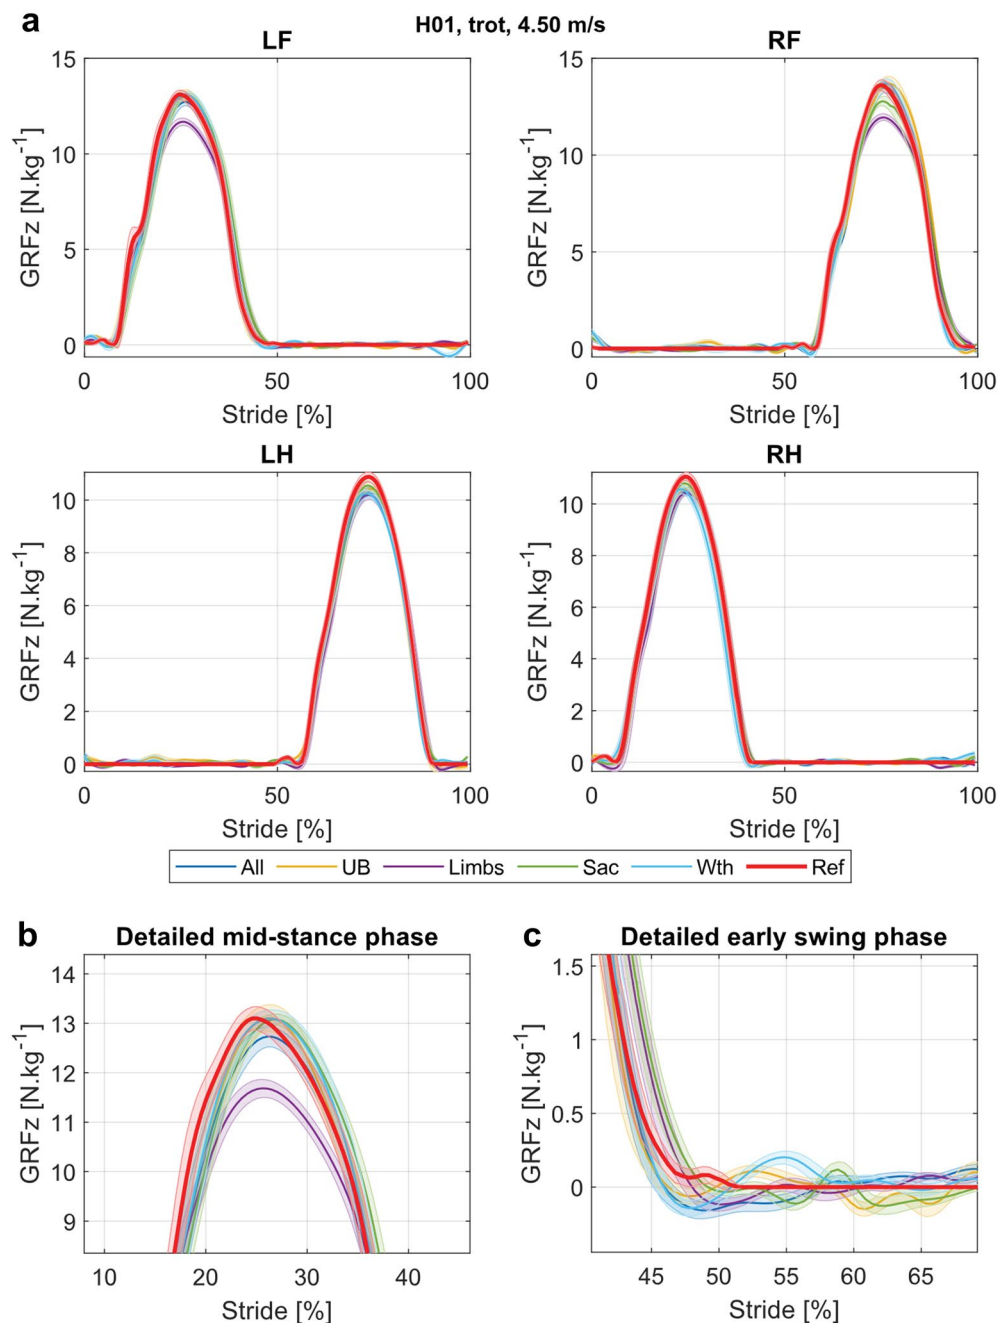 a
H01, trot, 4.50 m/s
LF
RF
GRFz [N.kg⁻¹]
15
10
5
0
0
50
100
Stride [%]
GRFz [N.kg⁻¹]
15
10
5
0
0
50
100
Stride [%]
LH
RH
GRFz [N.kg⁻¹]
10
8
6
4
2
0
0
50
100
Stride [%]
GRFz [N.kg⁻¹]
10
8
6
4
2
0
0
50
100
Stride [%]
All UB Limbs Sac Wth Ref
b
Detailed mid-stance phase
GRFz [N.kg⁻¹]
14
13
12
11
10
9
10
20
30
40
Stride [%]
c
Detailed early swing phase
GRFz [N.kg⁻¹]
1.5
1
0.5
0
45
50
55
60
65
Stride [%]